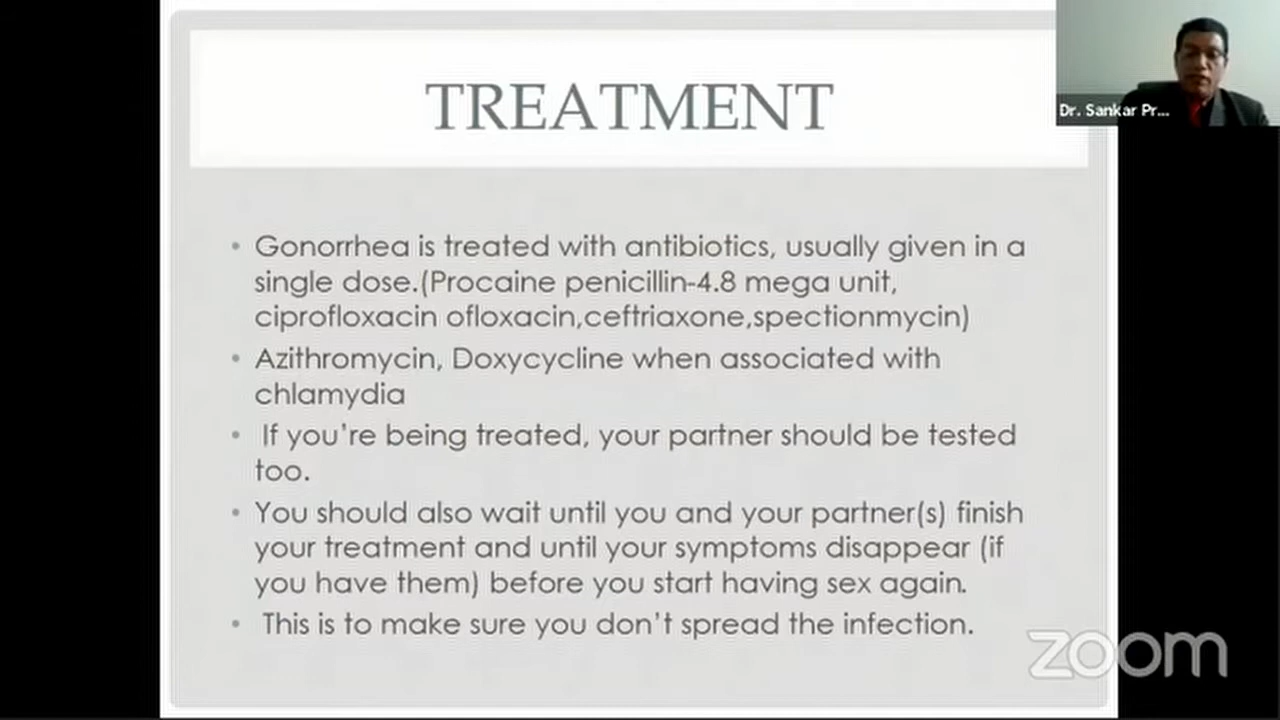 TREATMENT
Dr. Sankar Pr...
• Gonorrhea is treated with antibiotics, usually given in a
single dose.(Procaine penicillin-4.8 mega unit,
ciprofloxacin ofloxacin,ceftriaxone,spectionmycin)
• Azithromycin, Doxycycline when associated with
chlamydia
• If you’re being treated, your partner should be tested
too.
• You should also wait until you and your partner(s) finish
your treatment and until your symptoms disappear (if
you have them) before you start having sex again.
• This is to make sure you don’t spread the infection.
zoom